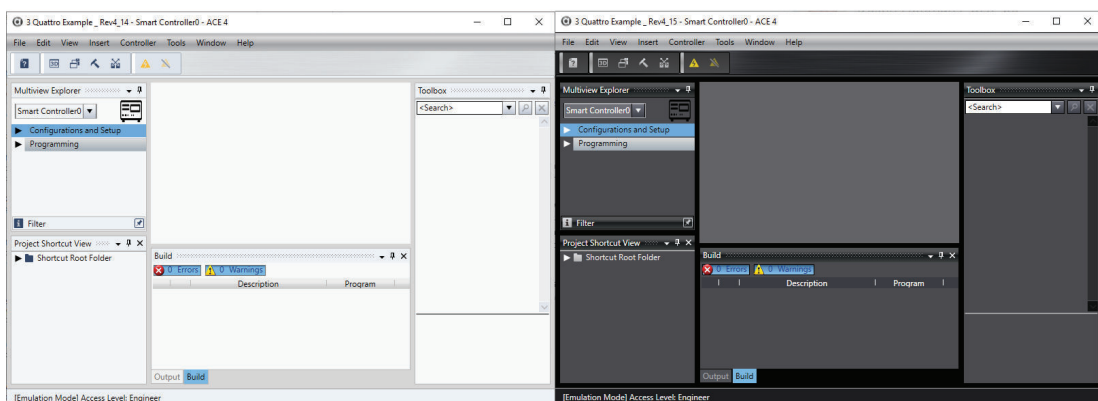 3 Quattro Example _ Rev4_14 - Smart Controller0 - ACE 4
File Edit View Insert Controller Tools Window Help
3D
Multiview Explorer
Smart Controller0
Configurations and Setup
Programming
Filter
Project Shortcut View
Shortcut Root Folder
Build
0 Errors 0 Warnings
Description Program
Output Build
Toolbox
<Search>
[Emulation Mode] Access Level: Engineer
3 Quattro Example _ Rev4_15 - Smart Controller0 - ACE 4
File Edit View Insert Controller Tools Window Help
3D
Multiview Explorer
Smart Controller0
Configurations and Setup
Programming
Filter
Project Shortcut View
Shortcut Root Folder
Build
0 Errors 0 Warnings
Description Program
Output Build
Toolbox
<Search>
[Emulation Mode] Access Level: Engineer